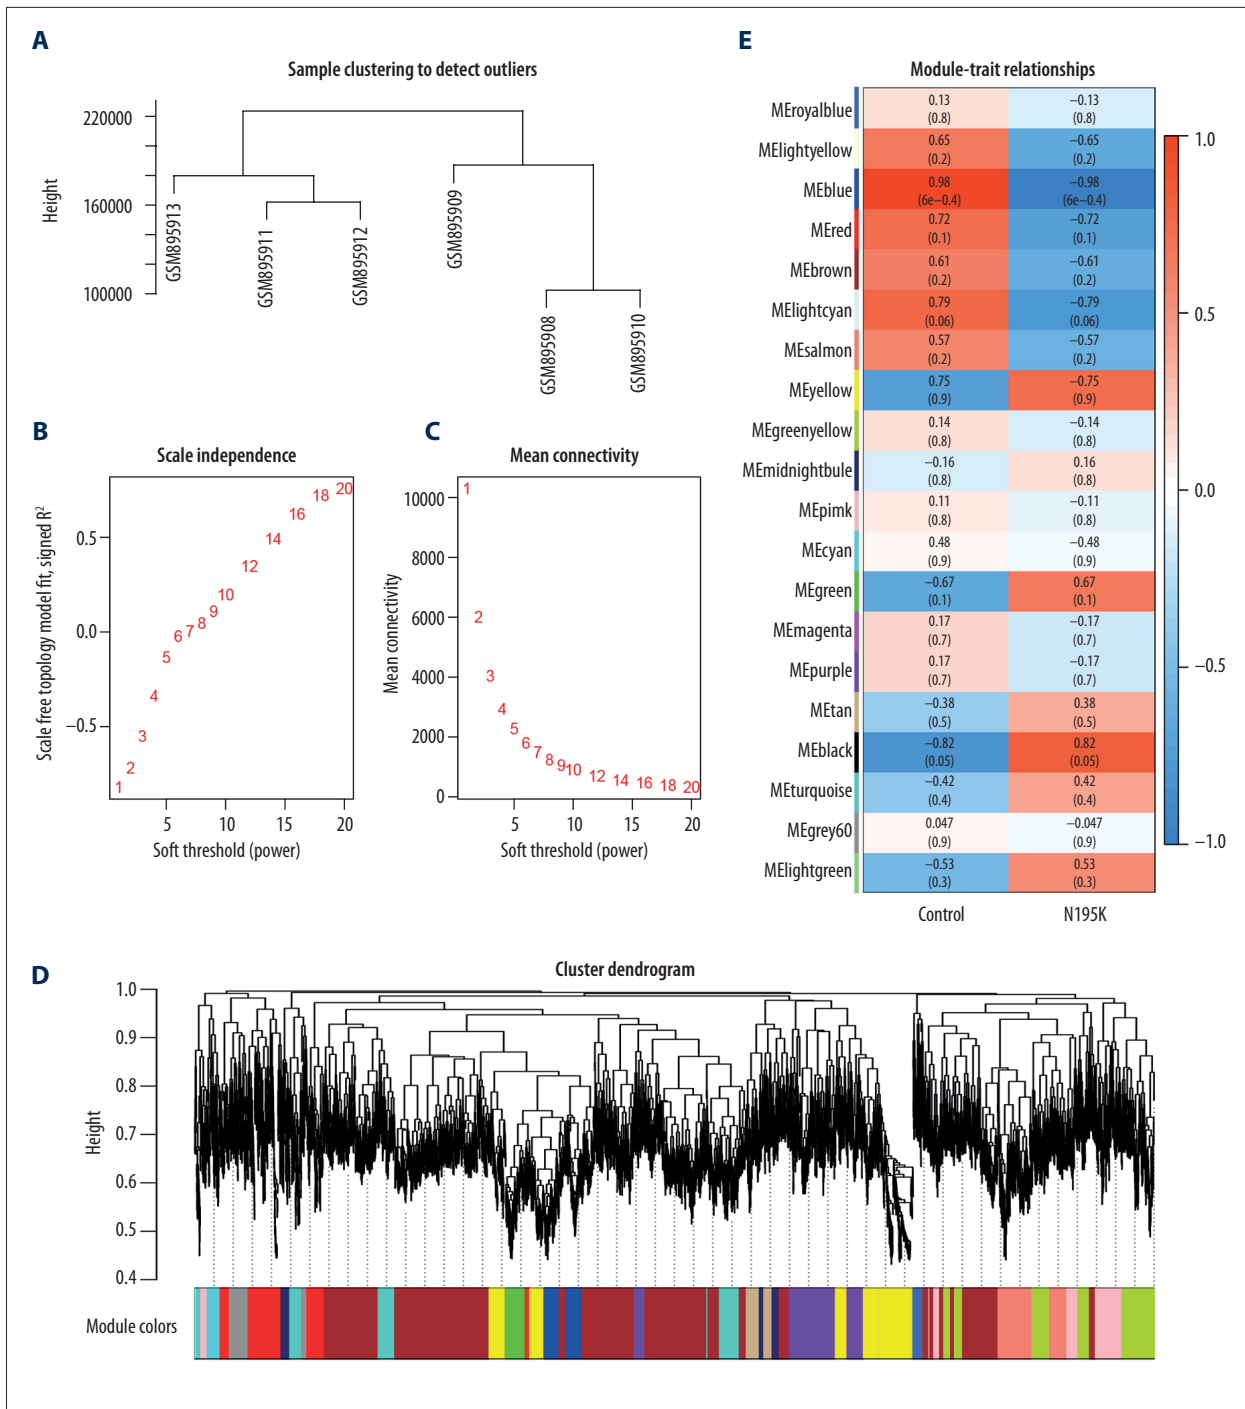 A
Sample clustering to detect outliers
Height
220000
160000
100000
GSM895913
GSM895911
GSM895912
GSM895909
GSM895908
GSM895910
B
Scale independence
Scale free topology model fit, signed R²
0.5
0.0
−0.5
1
2
3
4
5
6
7
8
9
10
12
14
16
18
20
5
10
15
20
Soft threshold (power)
C
Mean connectivity
Mean connectivity
10000
8000
6000
4000
2000
0
1
2
3
4
5
6
7
8
9
10
12
14
16
18
20
5
10
15
20
Soft threshold (power)
E
Module-trait relationships
MEroyalblue
0.13
(0.8)
−0.13
(0.8)
MElightyellow
0.65
(0.2)
−0.65
(0.2)
MEblue
0.98
(6e−0.4)
−0.98
(6e−0.4)
MEred
0.72
(0.1)
−0.72
(0.1)
MEbrown
0.61
(0.2)
−0.61
(0.2)
MElightcyan
0.79
(0.06)
−0.79
(0.06)
MEsalmon
0.57
(0.2)
−0.57
(0.2)
MEyellow
0.75
(0.9)
−0.75
(0.9)
MEgreenyellow
0.14
(0.8)
−0.14
(0.8)
MEmidnightbule
−0.16
(0.8)
0.16
(0.8)
MEpimk
0.11
(0.8)
−0.11
(0.8)
MEcyan
0.48
(0.9)
−0.48
(0.9)
MEgreen
−0.67
(0.1)
0.67
(0.1)
MEmagenta
0.17
(0.7)
−0.17
(0.7)
MEpurple
0.17
(0.7)
−0.17
(0.7)
MEtan
−0.38
(0.5)
0.38
(0.5)
MEblack
−0.82
(0.05)
0.82
(0.05)
MEturquoise
−0.42
(0.4)
0.42
(0.4)
MEgrey60
0.047
(0.9)
−0.047
(0.9)
MElightgreen
−0.53
(0.3)
0.53
(0.3)
Control
N195K
1.0
0.5
0.0
−0.5
−1.0
D
Cluster dendrogram
Height
1.0
0.9
0.8
0.7
0.6
0.5
0.4
Module colors